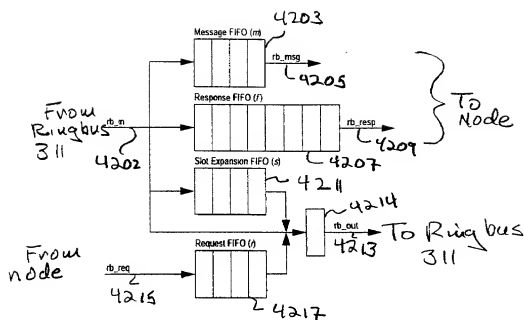 4203
Message FIFO (m)
rb_msg
4205
From
Ringbus
311
rb_in
4202
Response FIFO (f)
rb_resp
4207
4209
To
Node
Slot Expansion FIFO (s)
4211
4214
rb_out
4213
To Ringbus
311
From
node
rb_req
4215
Request FIFO (r)
4217